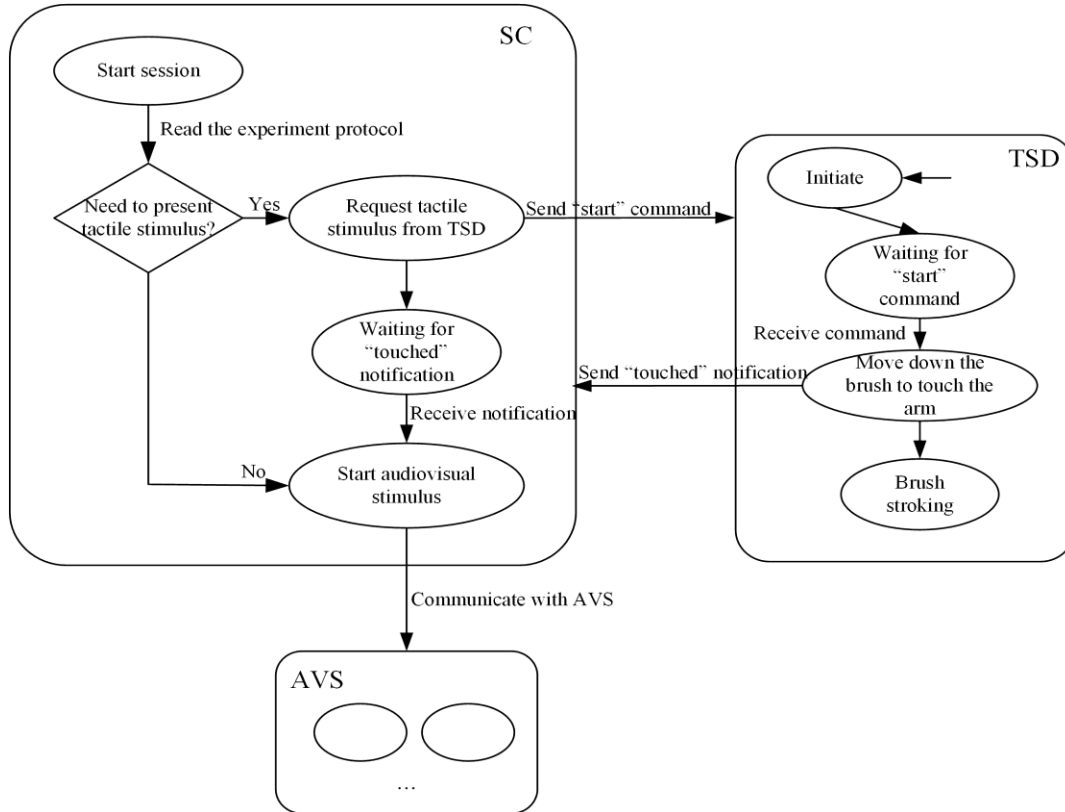 SC
Start session
Read the experiment protocol
Need to present
tactile stimulus?
Yes
Request tactile
stimulus from TSD
Send “start” command
Waiting for
“touched”
notification
Receive notification
No
Start audiovisual
stimulus
Communicate with AVS
TSD
Initiate
Waiting for
“start”
command
Receive command
Move down the
brush to touch the
arm
Send “touched” notification
Brush
stroking
AVS
...